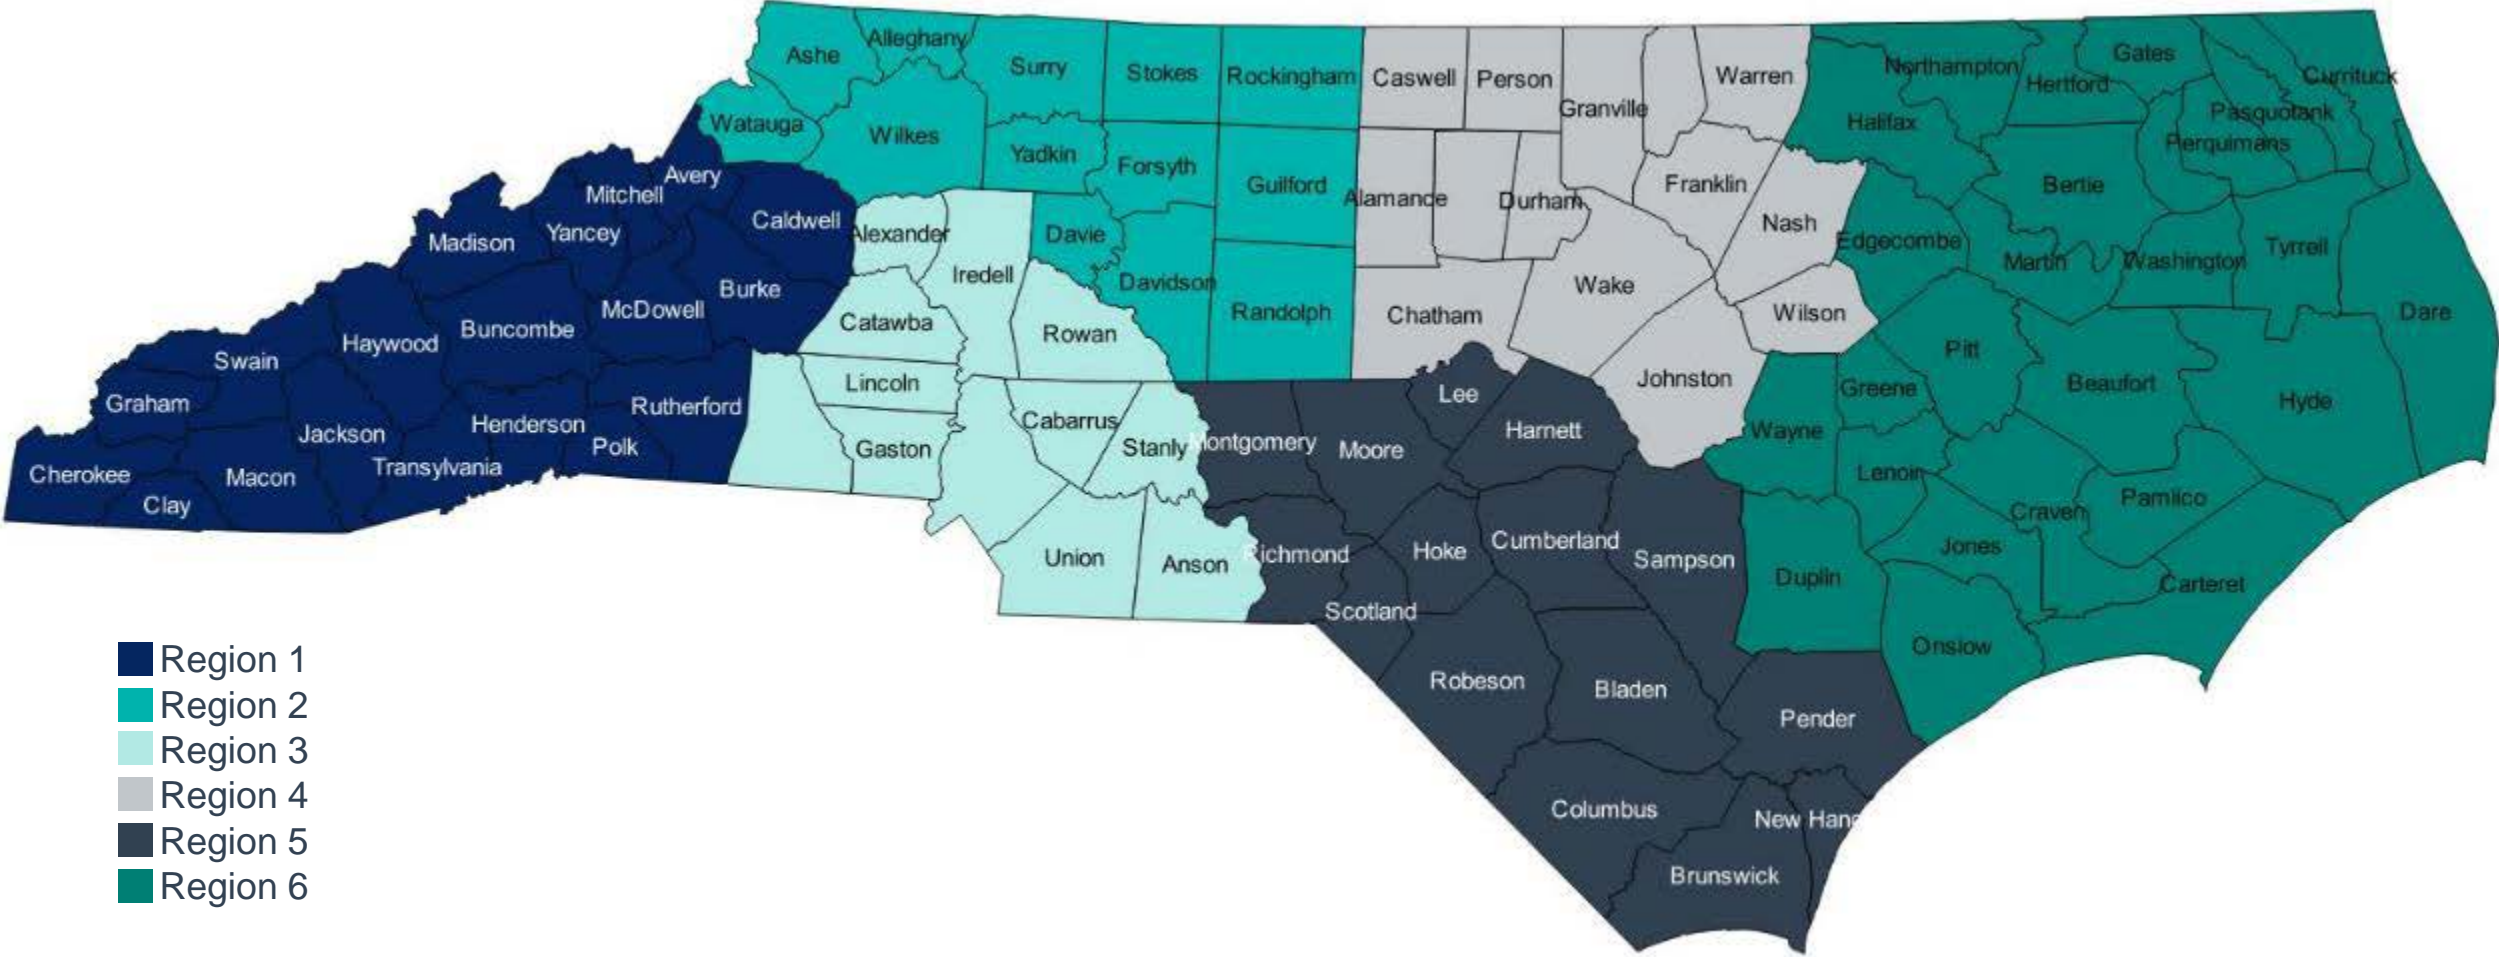 Ashe
Alleghany
Surry
Stokes
Rockingham
Caswell
Person
Granville
Warren
Northampton
Hertford
Gates
Currituck
Pasquotank
Perquimans
Watauga
Wilkes
Yadkin
Forsyth
Guilford
Alamance
Durham
Franklin
Halifax
Nash
Edgecombe
Bertie
Martin
Washington
Tyrrell
Dare
Avery
Mitchell
Yancey
Madison
Caldwell
Alexander
Iredell
Davie
Davidson
Randolph
Chatham
Wake
Wilson
Johnston
Burke
McDowell
Buncombe
Haywood
Swain
Graham
Catawba
Rowan
Lincoln
Pitt
Greene
Beaufort
Hyde
Cherokee
Clay
Macon
Jackson
Transylvania
Henderson
Polk
Rutherford
Gaston
Cabarrus
Stanly
Montgomery
Moore
Lee
Harnett
Wayne
Lenoir
Craven
Pamlico
Jones
Carteret
Union
Anson
Richmond
Scotland
Hoke
Cumberland
Sampson
Duplin
Onslow
Robeson
Bladen
Pender
Columbus
New Hano
Brunswick
Region 1
Region 2
Region 3
Region 4
Region 5
Region 6